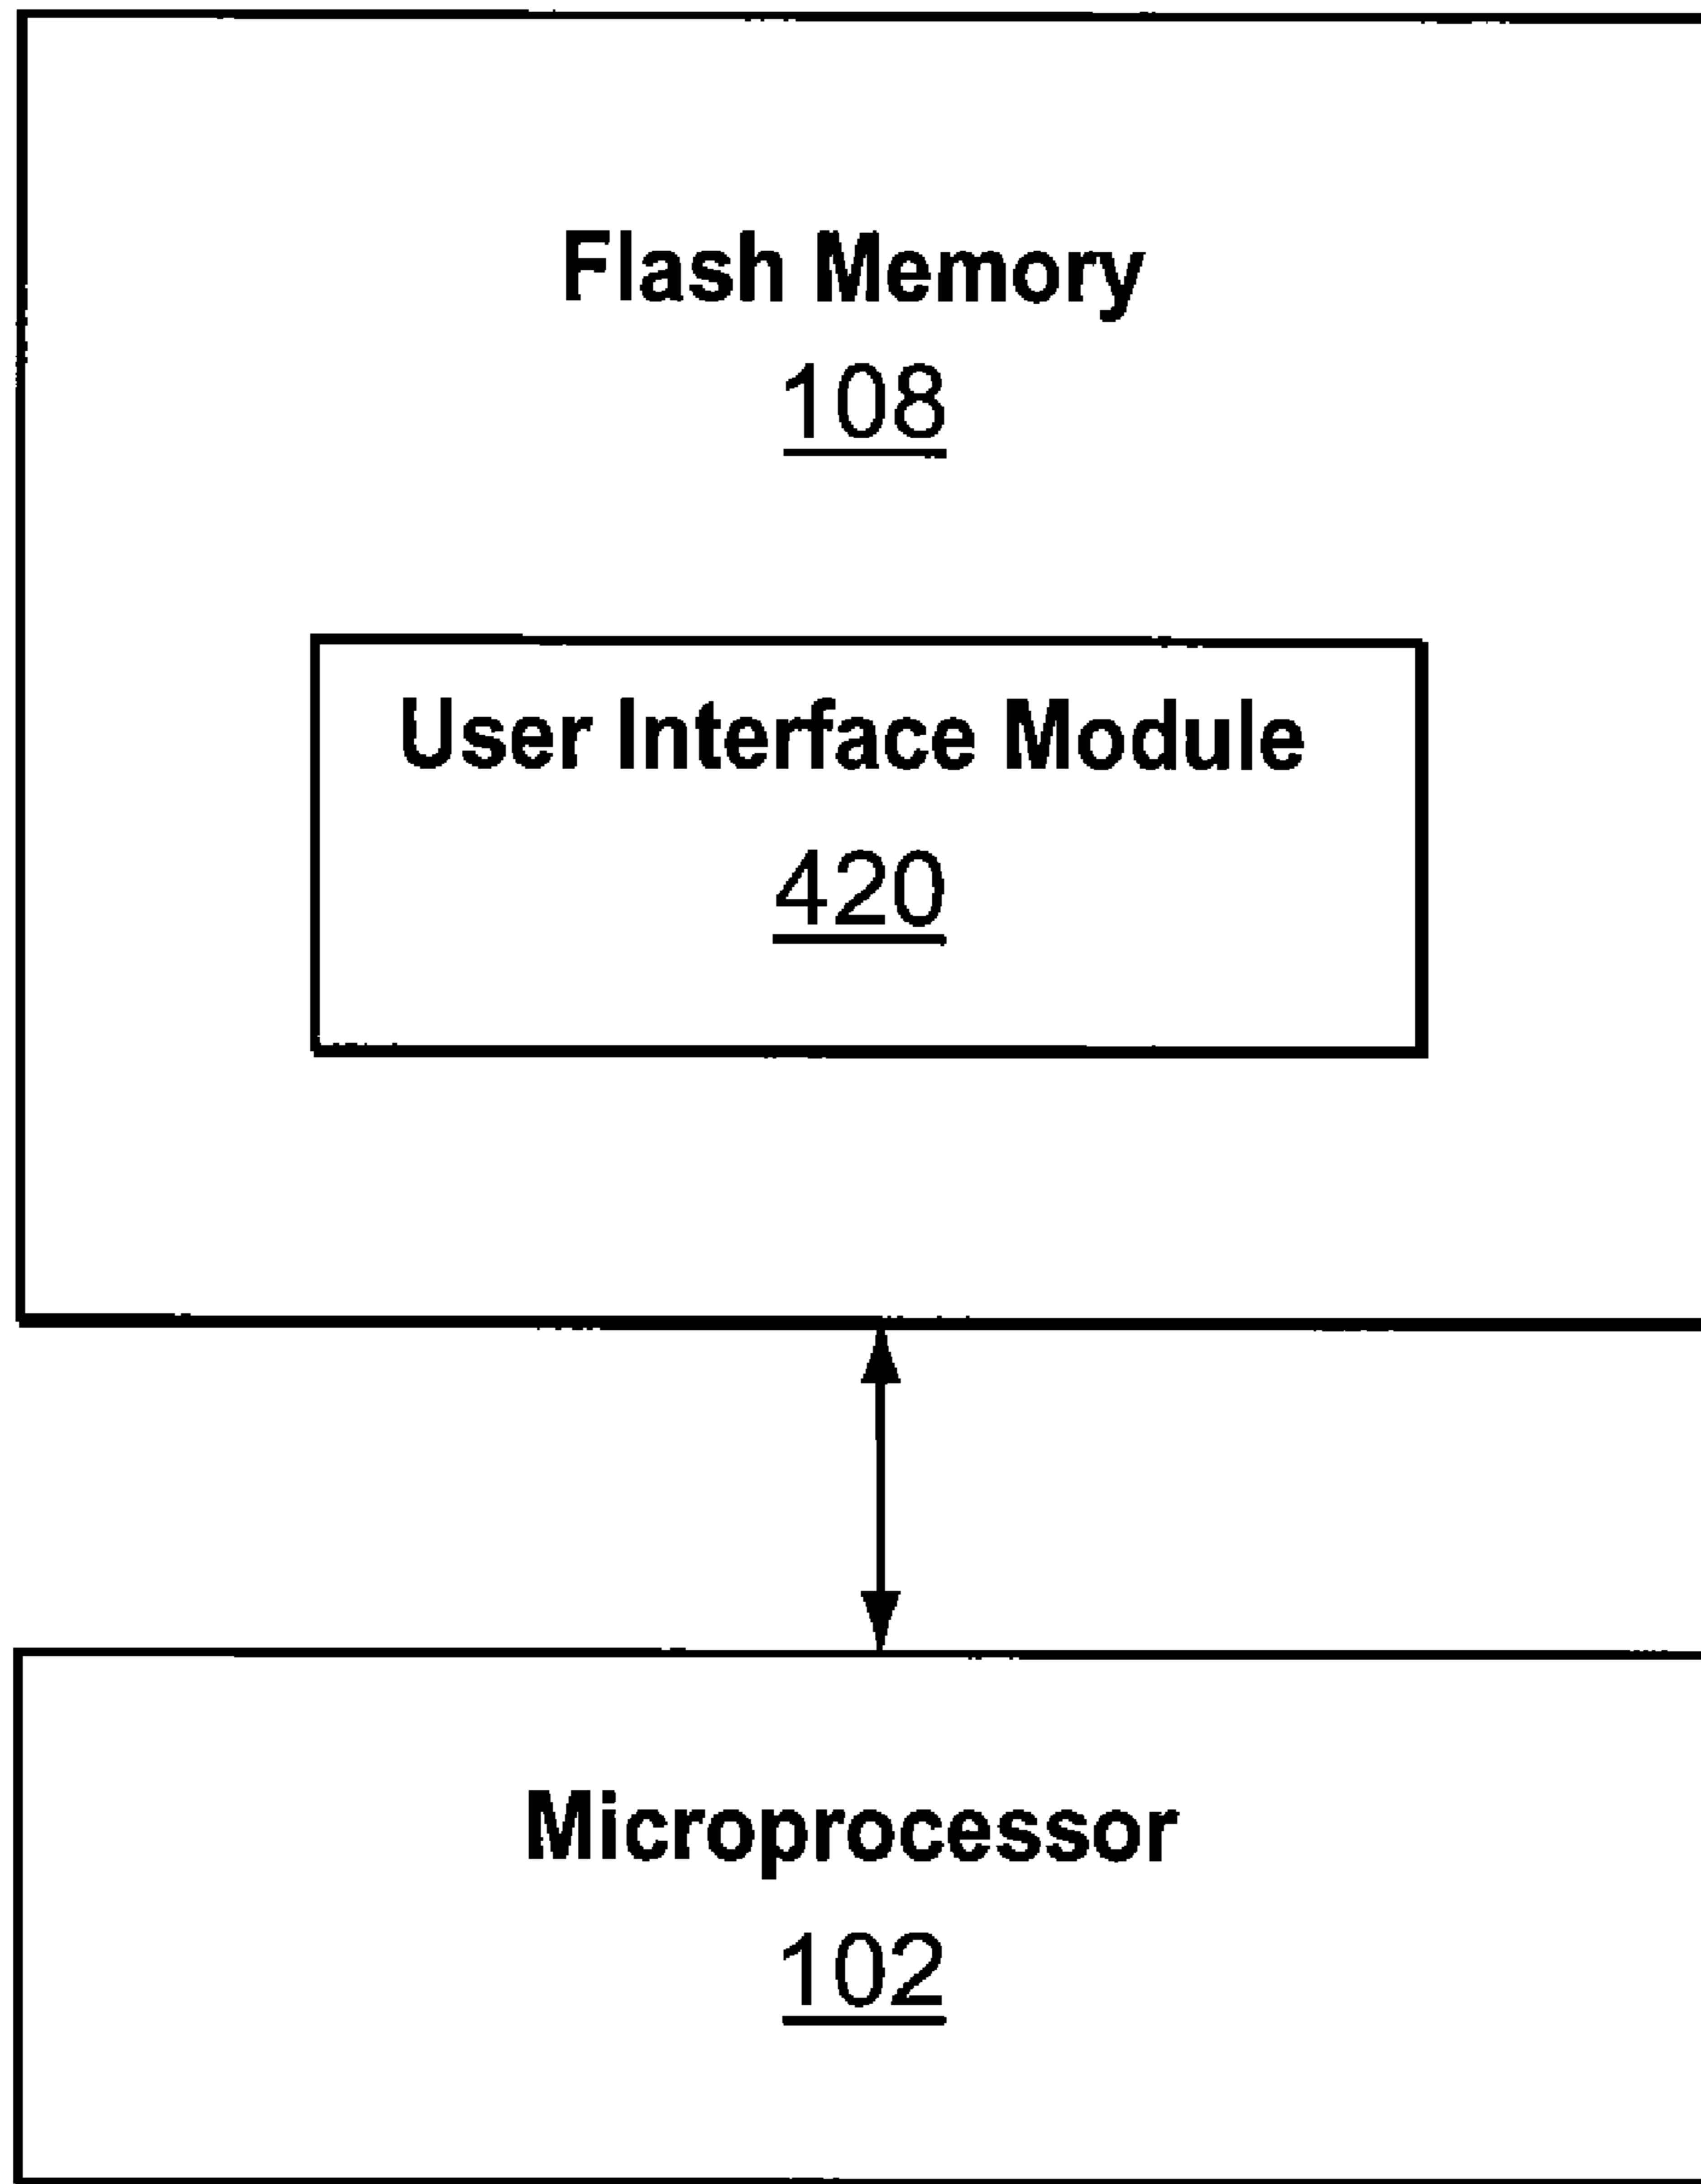 Flash Memory
108
User Interface Module
420
Microprocessor
102